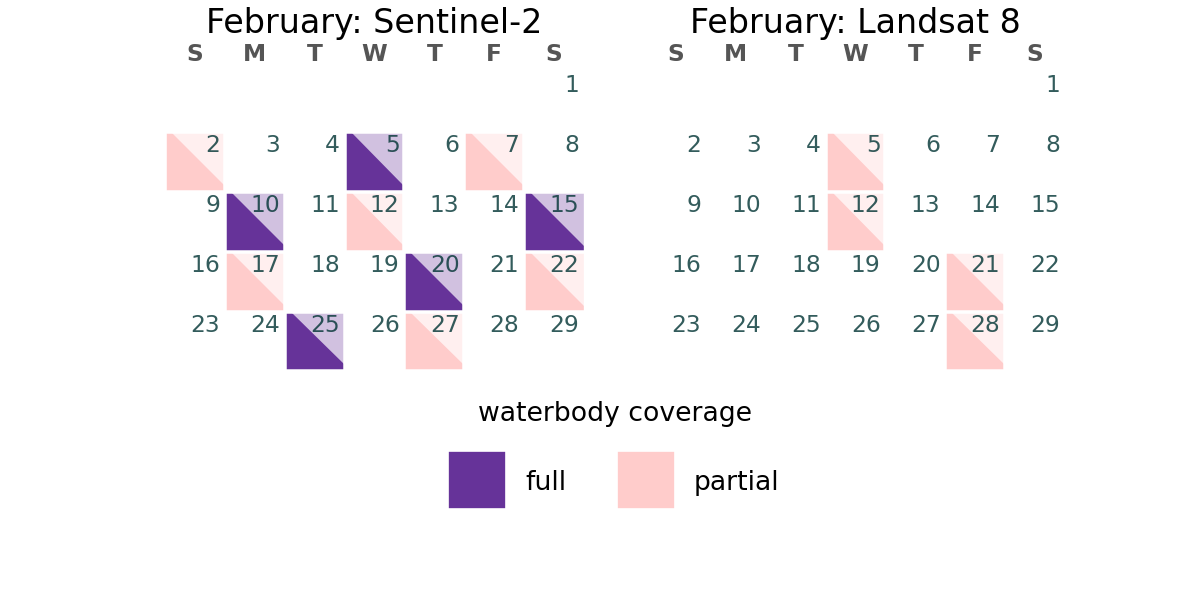 February: Sentinel-2
S M T W T F S
1
2 3 4 5 6 7 8
9 10 11 12 13 14 15
16 17 18 19 20 21 22
23 24 25 26 27 28 29
February: Landsat 8
S M T W T F S
1
2 3 4 5 6 7 8
9 10 11 12 13 14 15
16 17 18 19 20 21 22
23 24 25 26 27 28 29
waterbody coverage
full partial